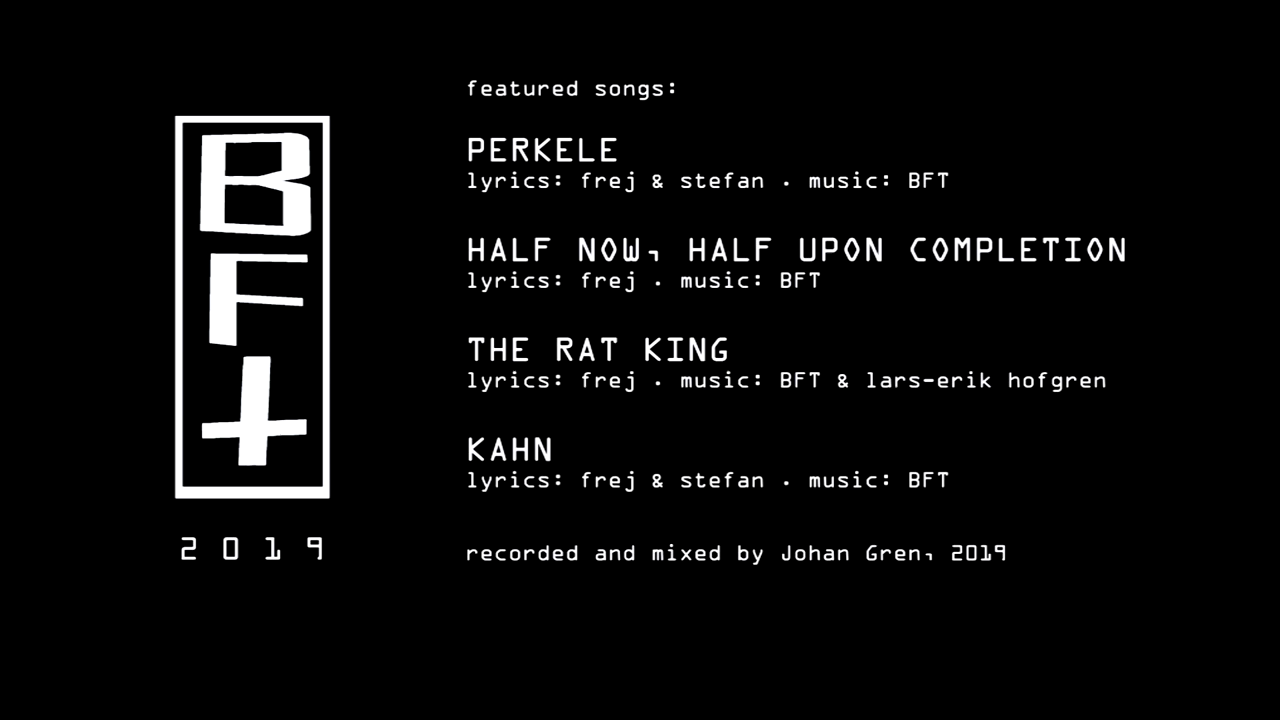 BFT
2019
featured songs:
PERKELE
lyrics: frej & stefan . music: BFT
HALF NOW, HALF UPON COMPLETION
lyrics: frej . music: BFT
THE RAT KING
lyrics: frej . music: BFT & lars-erik hofgren
KAHN
lyrics: frej & stefan . music: BFT
recorded and mixed by Johan Gren, 2019